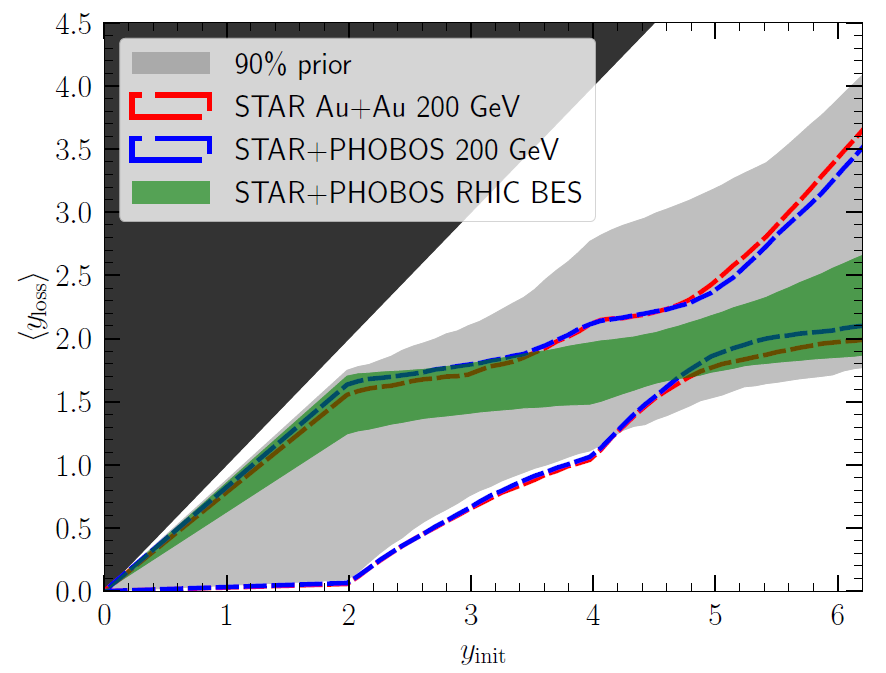 4.5
4.0
3.5
3.0
2.5
2.0
1.5
1.0
0.5
0.0
⟨y_loss⟩
90% prior
STAR Au+Au 200 GeV
STAR+PHOBOS 200 GeV
STAR+PHOBOS RHIC BES
0 1 2 3 4 5 6
y_init